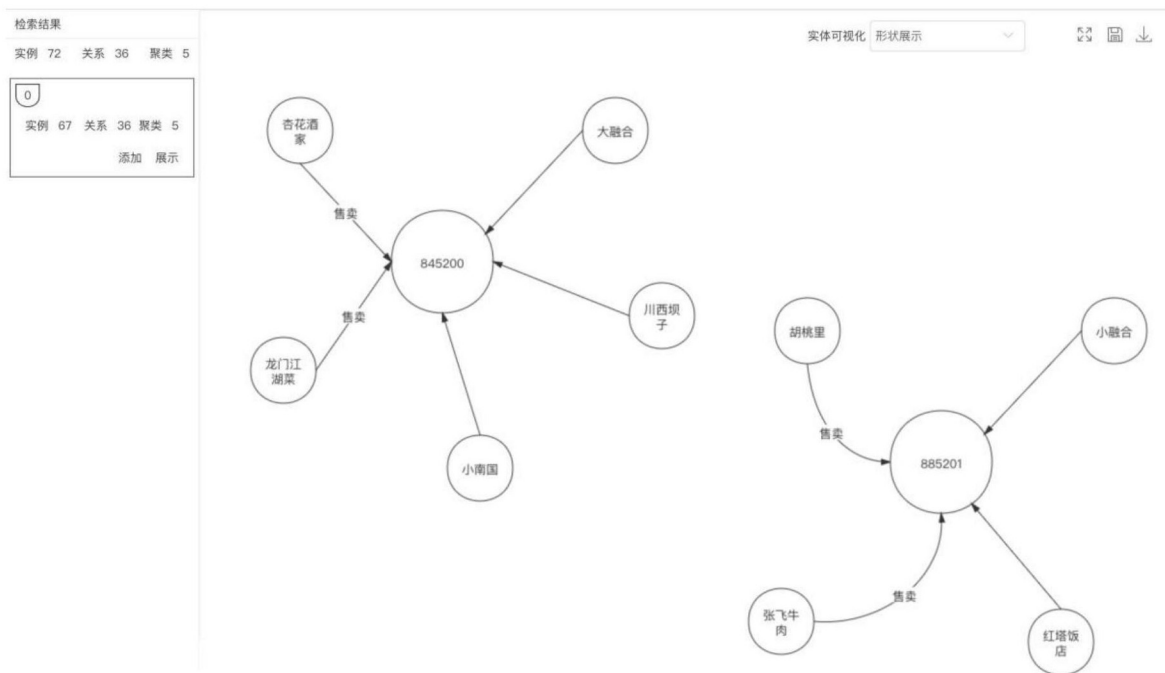 检索结果
实例 72 关系 36 聚类 5
0
实例 67 关系 36 聚类 5
添加 展示
实体可视化 形状展示
杏花酒
家
大融合
售卖
845200
售卖
川西坝
子
龙门江
湖菜
小南国
胡桃里
小融合
售卖
885201
售卖
张飞牛
肉
红塔饭
店